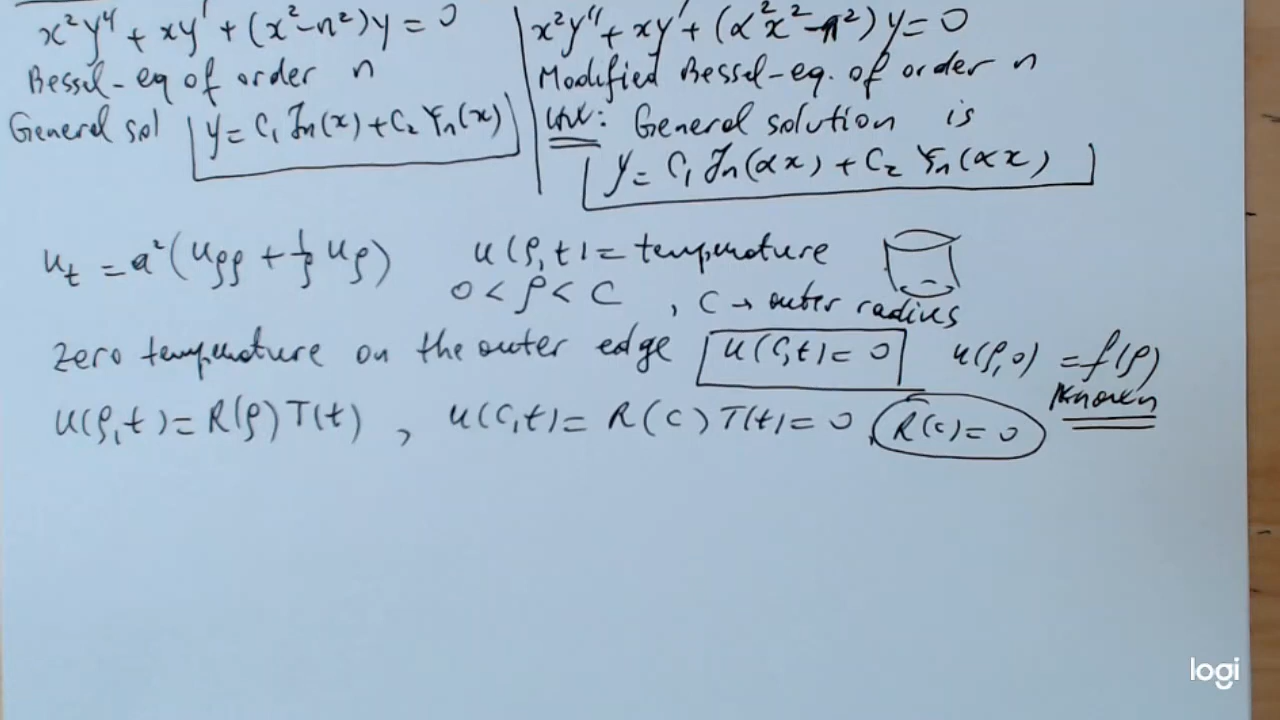 x²y'' + xy' + (x²-n²)y = 0
Bessel-eq of order n
General sol y = C₁ Jn(x) + C₂ Yn(x)
x²y'' + xy' + (α²x²-n²)y = 0
Modified Bessel-eq. of order n
HW: General solution is
y = C₁ Jn(αx) + C₂ Yn(αx)
u_t = a²(u_ρρ + 1/ρ u_ρ) u(ρ,t) = temperature
0 < ρ < C , C → outer radius
Zero temperature on the outer edge u(C,t) = 0 u(ρ,0) = f(ρ)
Known
u(ρ,t) = R(ρ)T(t) , u(C,t) = R(C)T(t) = 0 R(C) = 0
logi